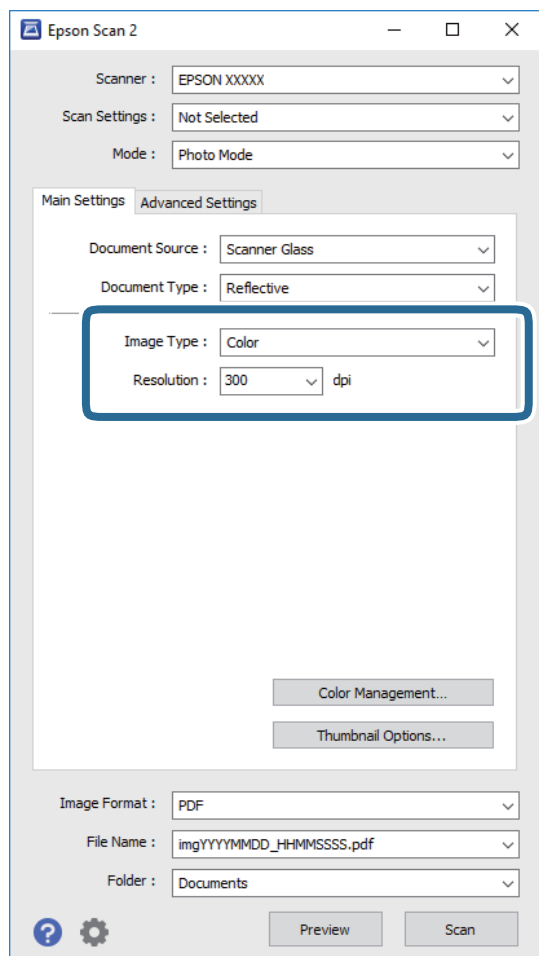 Epson Scan 2
Scanner : EPSON XXXXX
Scan Settings : Not Selected
Mode : Photo Mode
Main Settings Advanced Settings
Document Source : Scanner Glass
Document Type : Reflective
Image Type : Color
Resolution : 300 dpi
Color Management...
Thumbnail Options...
Image Format : PDF
File Name : imgYYYYMMDD_HHMMSSSS.pdf
Folder : Documents
? Preview Scan